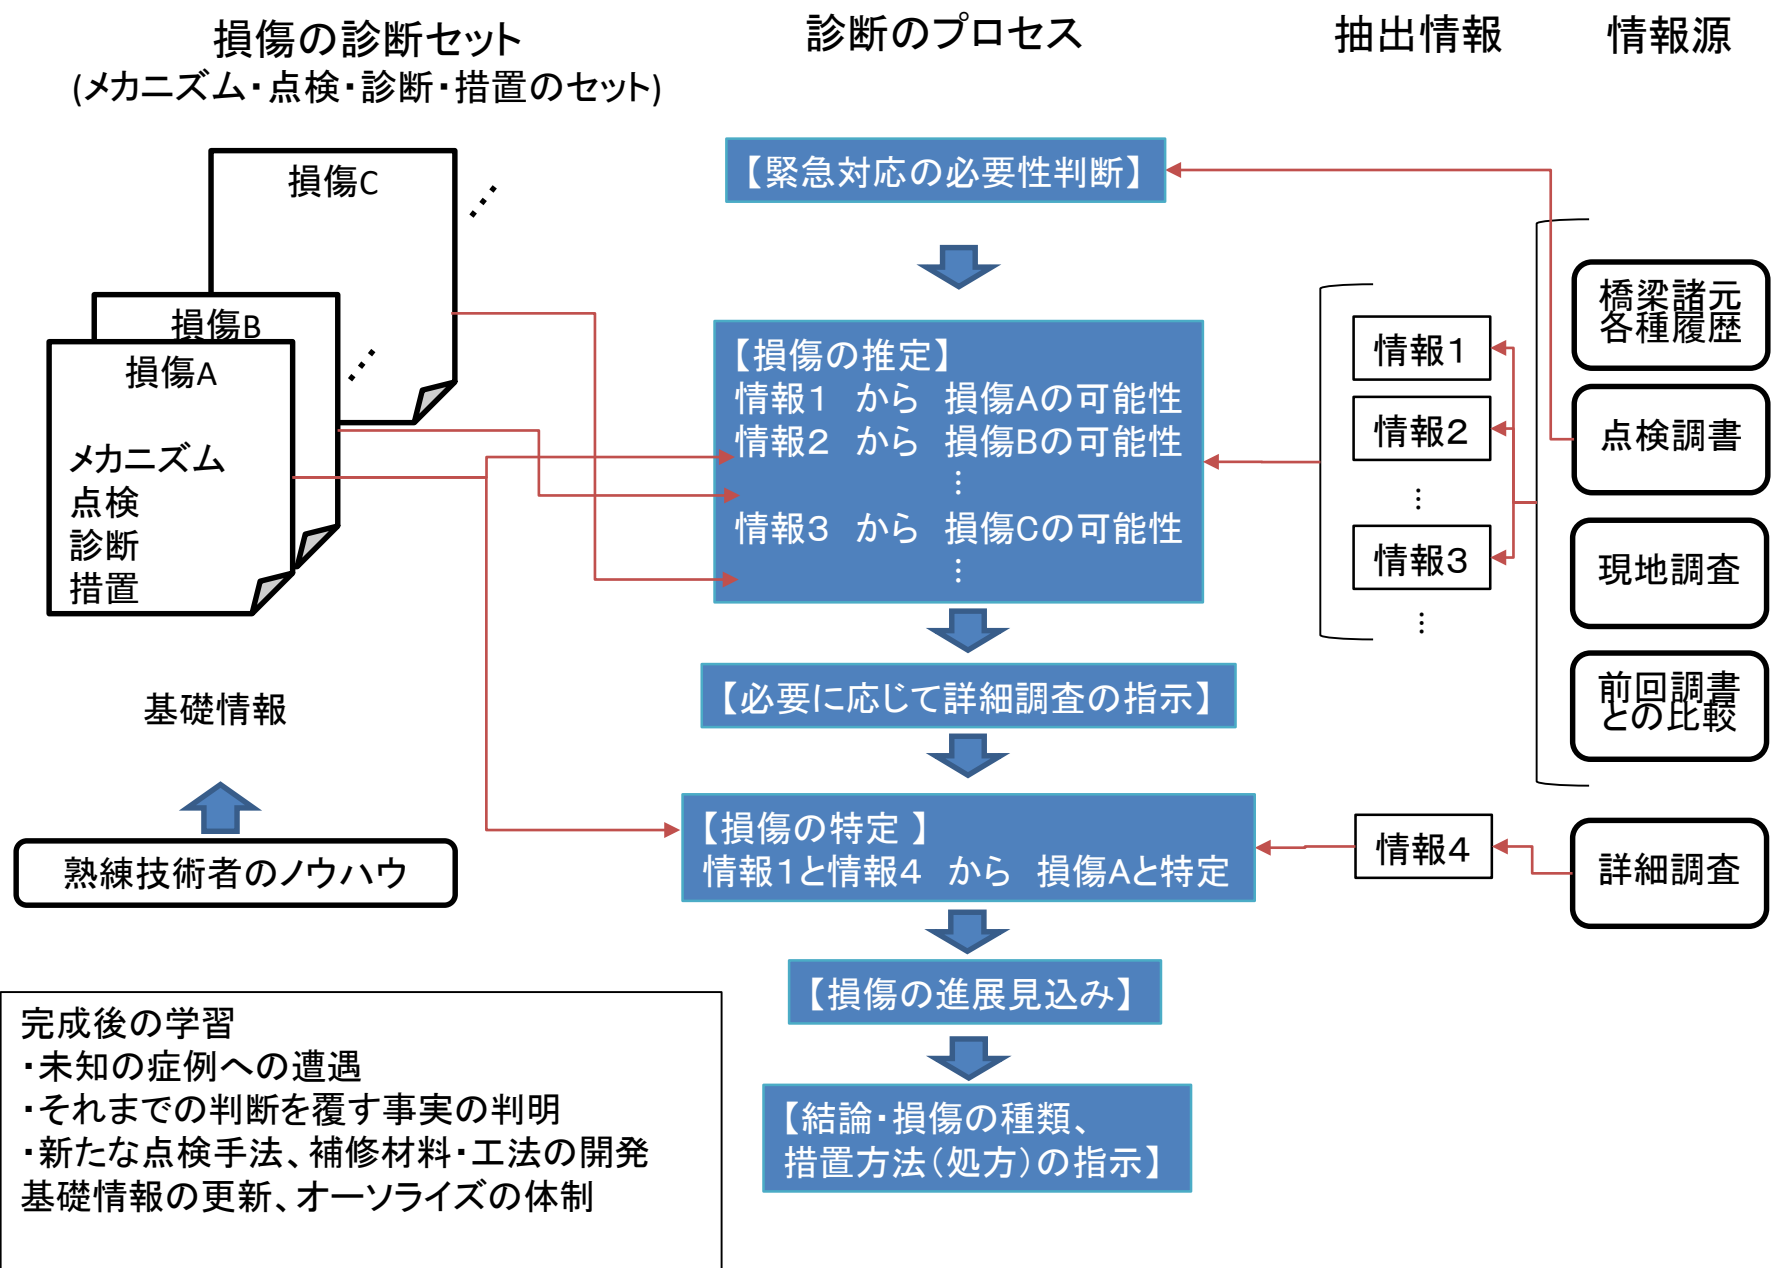 損傷の診断セット
(メカニズム・点検・診断・措置のセット)
診断のプロセス
抽出情報
情報源
損傷C
損傷B
損傷A
メカニズム
点検
診断
措置
基礎情報
熟練技術者のノウハウ
【緊急対応の必要性判断】
【損傷の推定】
情報1 から 損傷Aの可能性
情報2 から 損傷Bの可能性
⋮
情報3 から 損傷Cの可能性
⋮
【必要に応じて詳細調査の指示】
【損傷の特定 】
情報1と情報4 から 損傷Aと特定
【損傷の進展見込み】
【結論・損傷の種類、
措置方法(処方)の指示】
情報1
情報2
⋮
情報3
⋮
情報4
橋梁諸元
各種履歴
点検調書
現地調査
前回調書
との比較
詳細調査
完成後の学習
・未知の症例への遭遇
・それまでの判断を覆す事実の判明
・新たな点検手法、補修材料・工法の開発
基礎情報の更新、オーソライズの体制